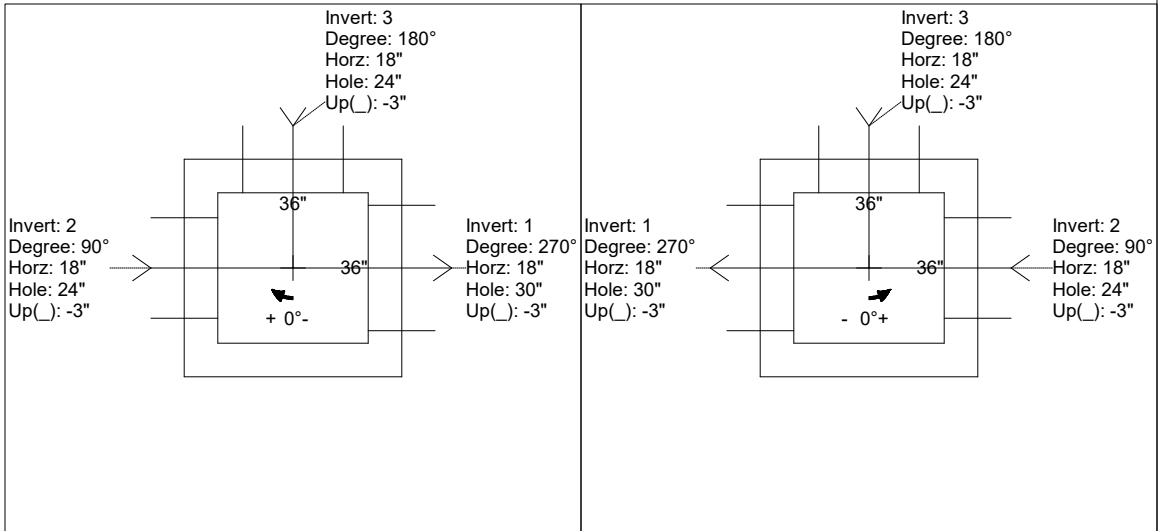 Invert: 3
Degree: 180°
Horz: 18"
Hole: 24"
Up(_): -3"
36"
36"
Invert: 2
Degree: 90°
Horz: 18"
Hole: 24"
Up(_): -3"
Invert: 1
Degree: 270°
Horz: 18"
Hole: 30"
Up(_): -3"
+ 0°-
Invert: 3
Degree: 180°
Horz: 18"
Hole: 24"
Up(_): -3"
36"
36"
Invert: 1
Degree: 270°
Horz: 18"
Hole: 30"
Up(_): -3"
Invert: 2
Degree: 90°
Horz: 18"
Hole: 24"
Up(_): -3"
- 0°+